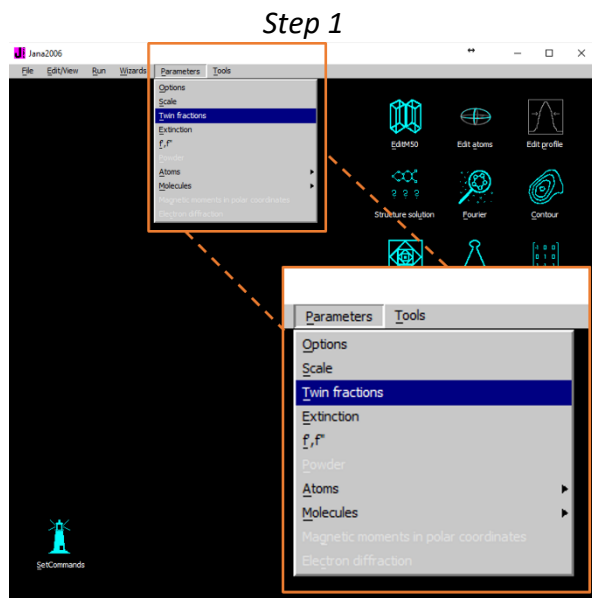 Step 1
Jana2006
File Edit/View Run Wizards Parameters Tools
Options
Scale
Twin fractions
Extinction
f',f"
Powder
Atoms
Molecules
Magnetic moments in polar coordinates
Electron diffraction
EditM50 Edit atoms Edit profile
? ? ?
Structure solution Fourier Contour
Parameters Tools
Options
Scale
Twin fractions
Extinction
f',f"
Powder
Atoms
Molecules
Magnetic moments in polar coordinates
Electron diffraction
SetCommands